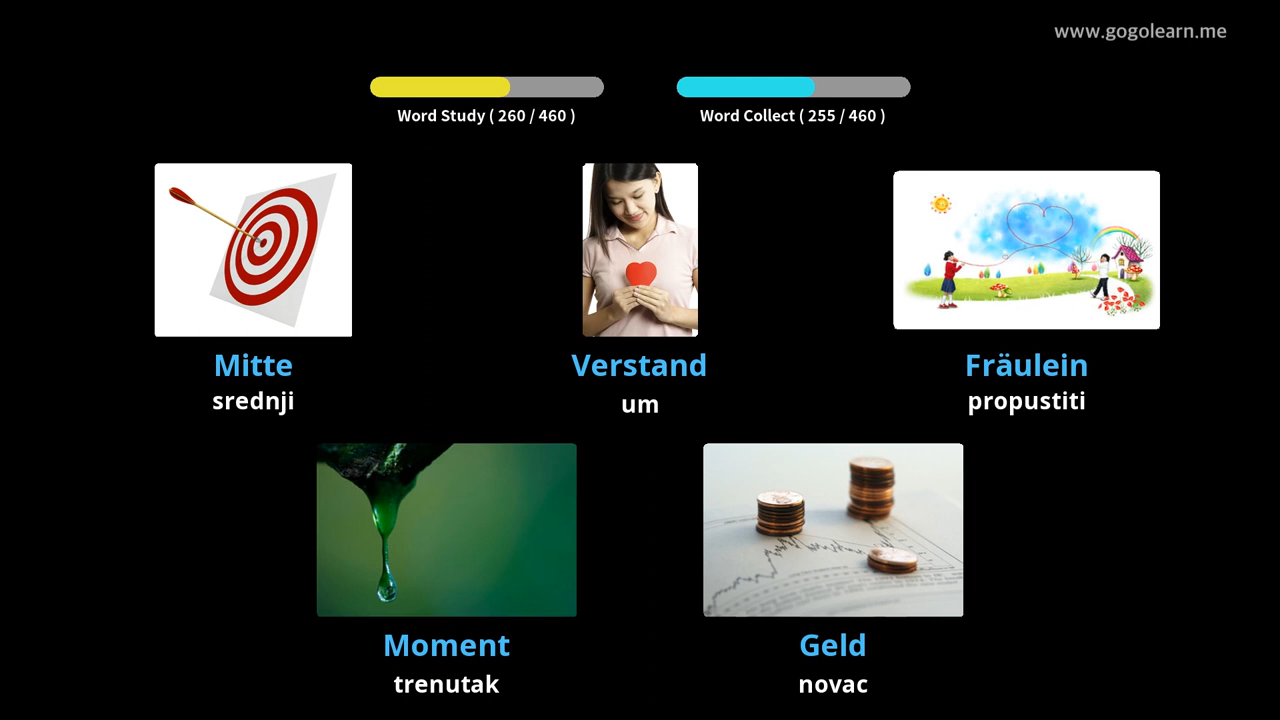 www.gogolearn.me
Word Study ( 260 / 460 )
Word Collect ( 255 / 460 )
Mitte
srednji
Verstand
um
Fräulein
propustiti
Moment
trenutak
Geld
novac